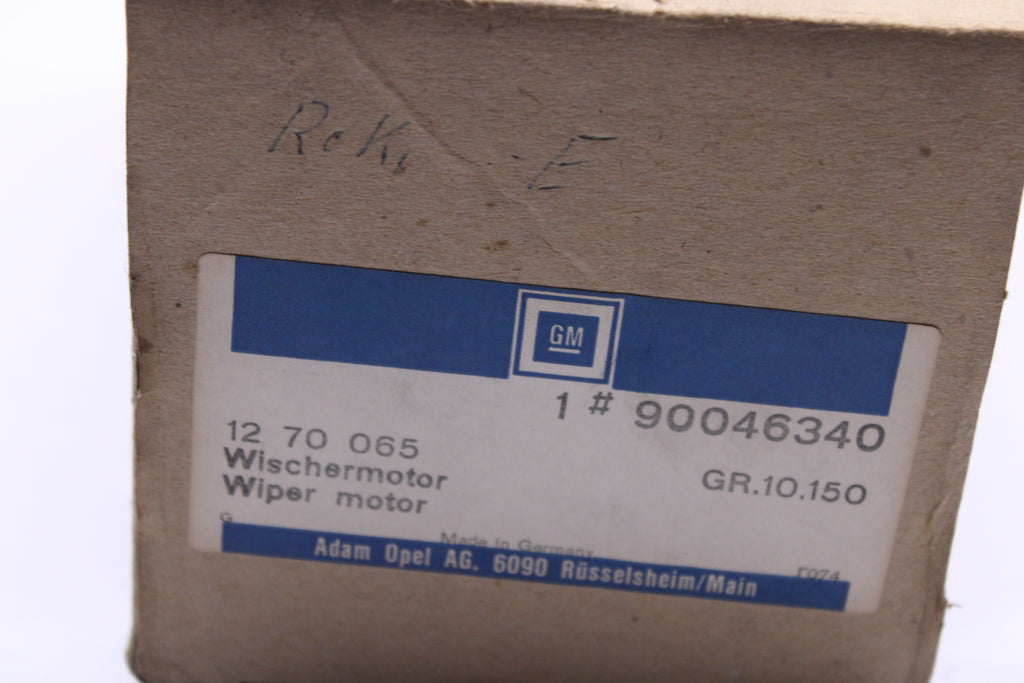 ReK. E
GM
1 # 90046340
12 70 065
Wischermotor
GR.10.150
Wiper motor
G
Made in Germany
r074
Adam Opel AG. 6090 Rüsselsheim/Main